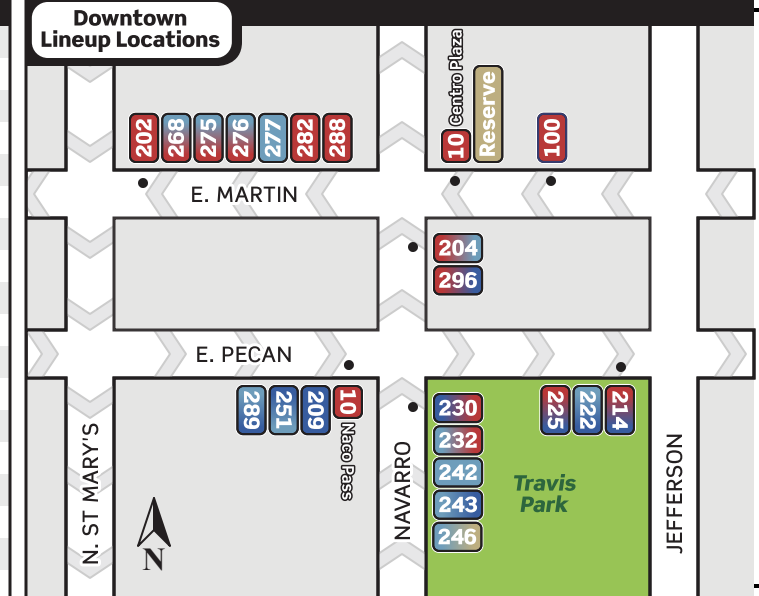 Downtown
Lineup Locations
202
268
275
276
277
282
288
10 Centro Plaza
Reserve
100
E. MARTIN
204
296
E. PECAN
289
251
209
10 Naco Pass
230
232
242
243
246
225
222
214
N. ST MARY'S
NAVARRO
JEFFERSON
Travis
Park
N